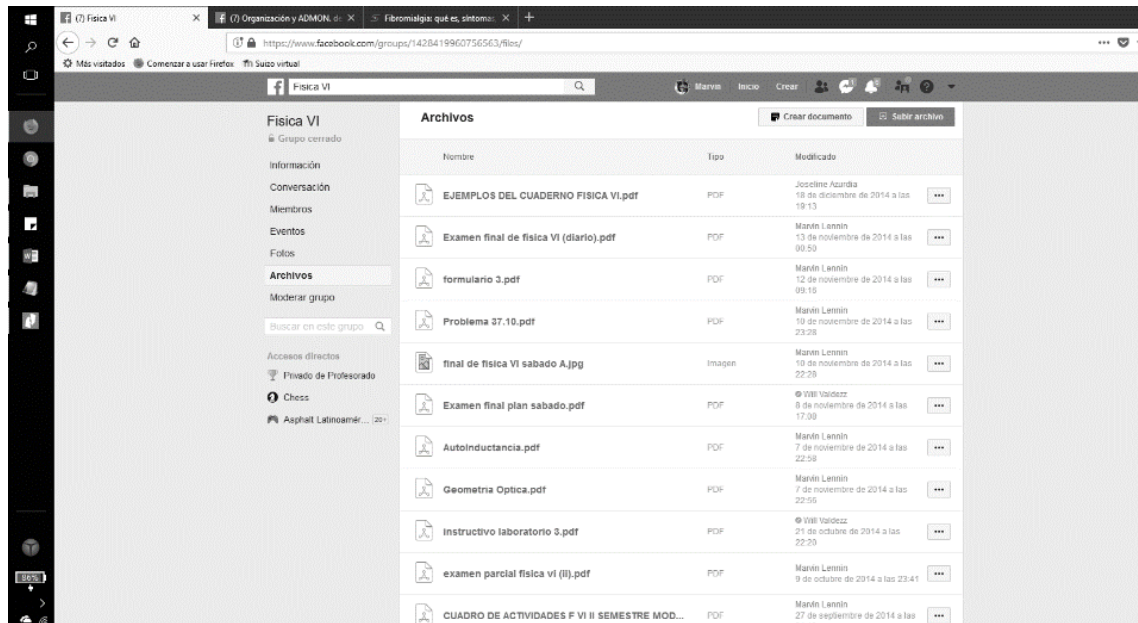 (7) Fisica VI
(7) Organización y ADMON. de
Fibromialgia: qué es, síntomas,
https://www.facebook.com/groups/1428419960756563/files/
Más visitados
Comenzar a usar Firefox
Suizo virtual
Fisica VI
Marvin
Inicio
Crear
Fisica VI
Grupo cerrado
Información
Conversación
Miembros
Eventos
Fotos
Archivos
Moderar grupo
Buscar en este grupo
Accesos directos
Privado de Profesorado
Chess
Asphalt Latinoamér... 20+
Archivos
Crear documento
Subir archivo
Nombre Tipo Modificado
EJEMPLOS DEL CUADERNO FISICA VI.pdf PDF Joseline Azurdia
18 de diciembre de 2014 a las
19:13
Examen final de fisica VI (diario).pdf PDF Marvin Lennin
13 de noviembre de 2014 a las
00:50
formulario 3.pdf PDF Marvin Lennin
12 de noviembre de 2014 a las
09:16
Problema 37.10.pdf PDF Marvin Lennin
10 de noviembre de 2014 a las
23:28
final de fisica VI sabado A.jpg Imagen Marvin Lennin
10 de noviembre de 2014 a las
22:28
Examen final plan sabado.pdf PDF Will Valdezz
8 de noviembre de 2014 a las
17:00
Autoinductancia.pdf PDF Marvin Lennin
7 de noviembre de 2014 a las
22:58
Geometria Optica.pdf PDF Marvin Lennin
7 de noviembre de 2014 a las
22:55
instructivo laboratorio 3.pdf PDF Will Valdezz
21 de octubre de 2014 a las
22:20
examen parcial fisica vi (II).pdf PDF Marvin Lennin
9 de octubre de 2014 a las 23:41
CUADRO DE ACTIVIDADES F VI II SEMESTRE MOD... PDF Marvin Lennin
27 de septiembre de 2014 a las
86%